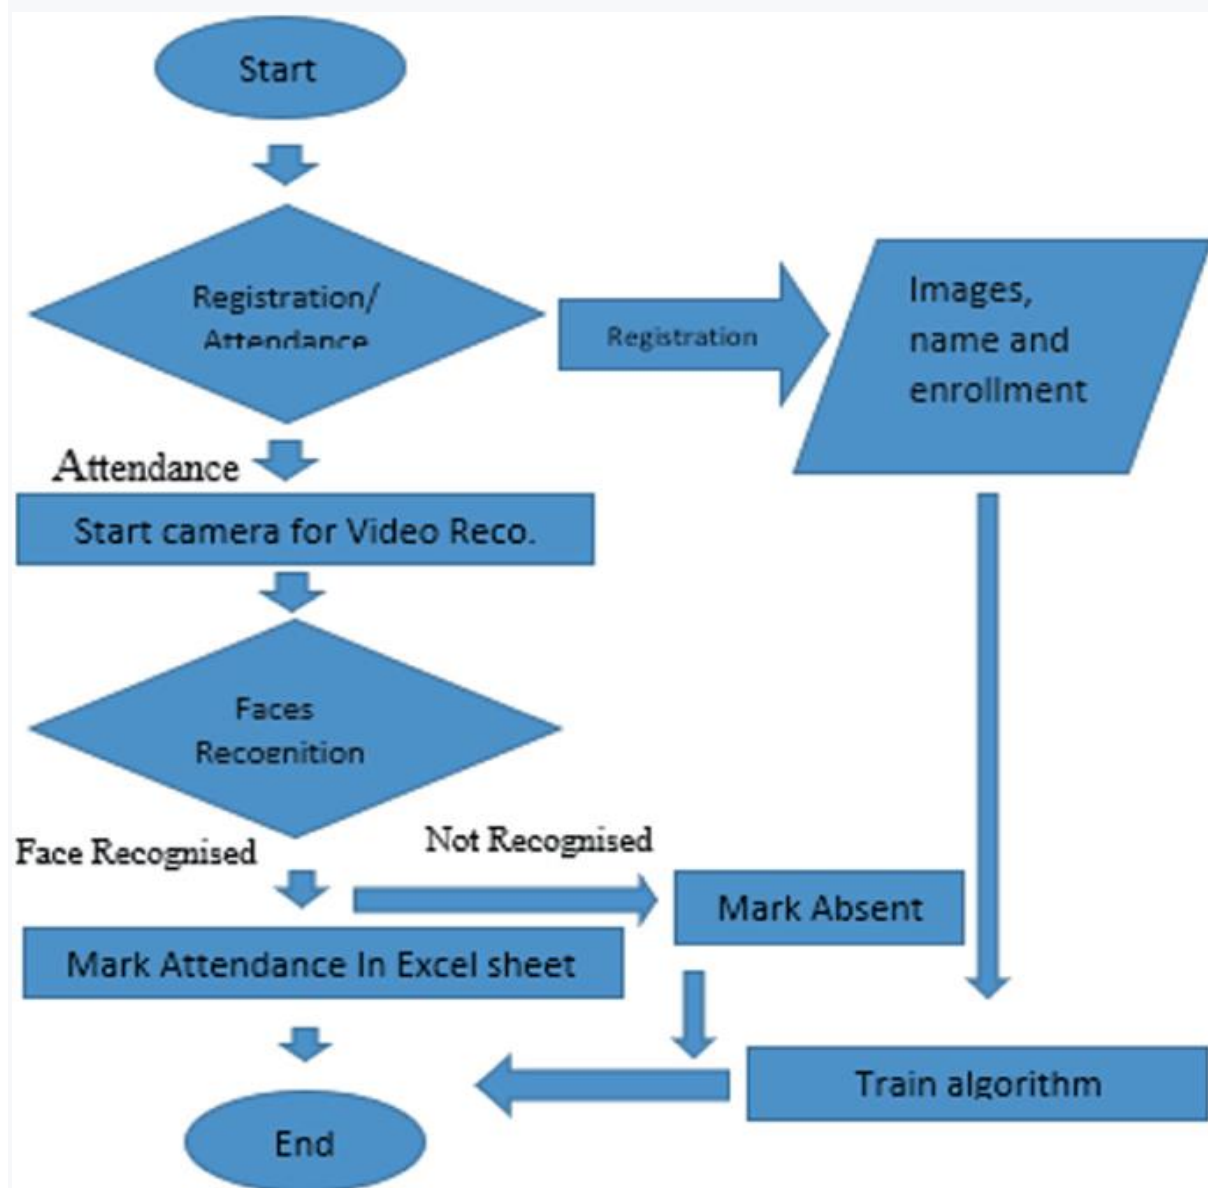 Start
Registration/
Attendance
Registration
Images,
name and
enrollment
Attendance
Start camera for Video Reco.
Faces
Recognition
Face Recognised
Not Recognised
Mark Absent
Mark Attendance In Excel sheet
Train algorithm
End